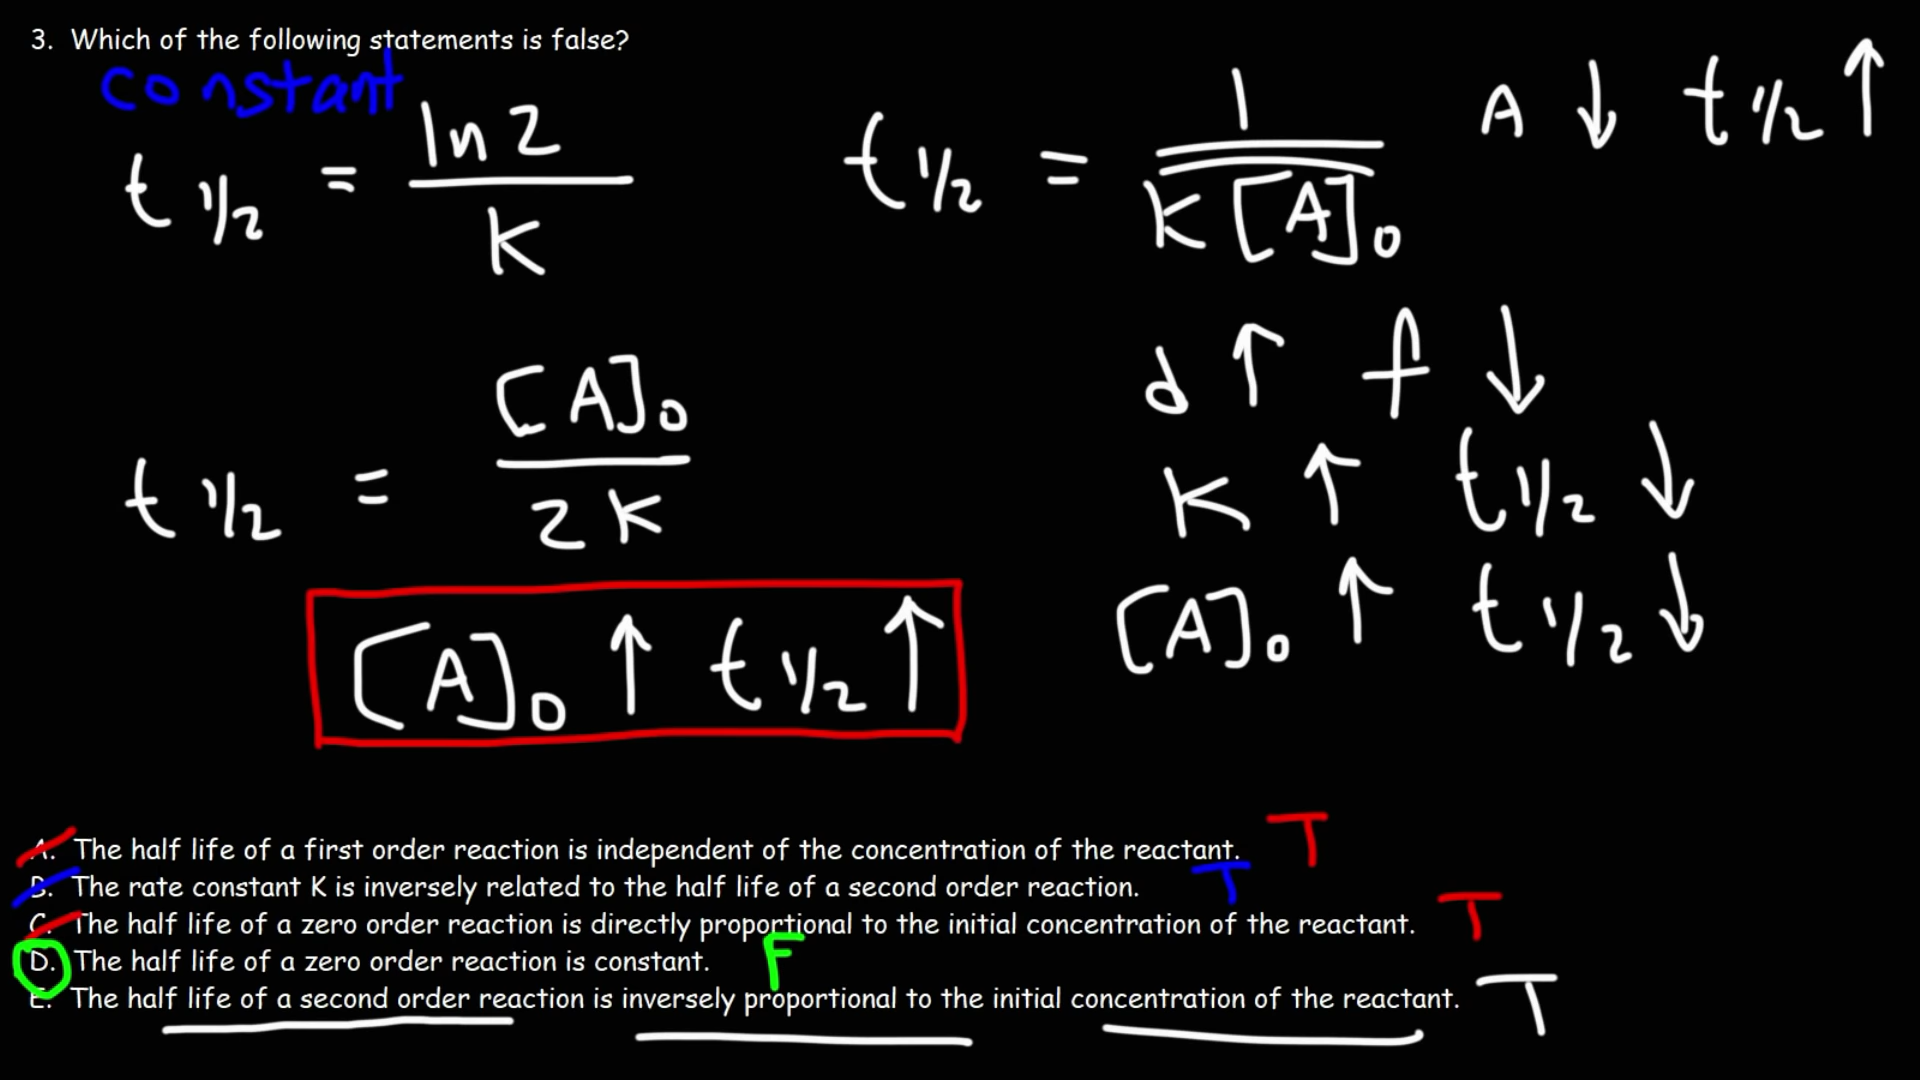 3. Which of the following statements is false?
constant
t 1/2 = ln 2 / K
t 1/2 = 1 / K [A]0
A ↓ t 1/2 ↑
t 1/2 = [A]0 / 2 K
d ↑ f ↓
K ↑ t 1/2 ↓
[A]0 ↑ t 1/2 ↑
[A]0 ↑ t 1/2 ↓
A. The half life of a first order reaction is independent of the concentration of the reactant. T
B. The rate constant K is inversely related to the half life of a second order reaction. T
C. The half life of a zero order reaction is directly proportional to the initial concentration of the reactant. T
D. The half life of a zero order reaction is constant. F
E. The half life of a second order reaction is inversely proportional to the initial concentration of the reactant. T